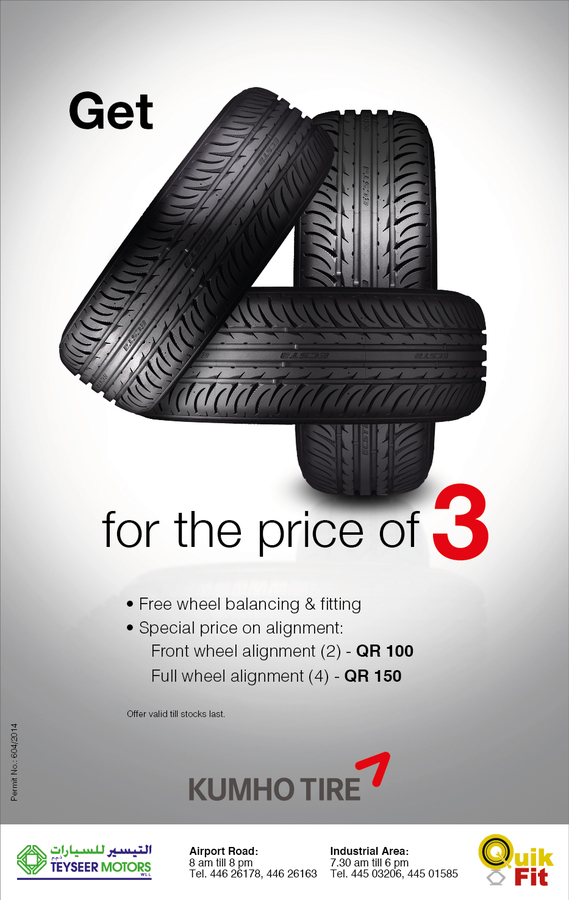 Get
for the price of 3
• Free wheel balancing & fitting
• Special price on alignment:
Front wheel alignment (2) - QR 100
Full wheel alignment (4) - QR 150
Offer valid till stocks last.
Permit No.: 604/2014
KUMHO TIRE
التيسير للسيارات
ذ.م.م
TEYSEER MOTORS
W.L.L
Airport Road:
8 am till 8 pm
Tel. 446 26178, 446 26163
Industrial Area:
7.30 am till 6 pm
Tel. 445 03206, 445 01585
Quik
Fit